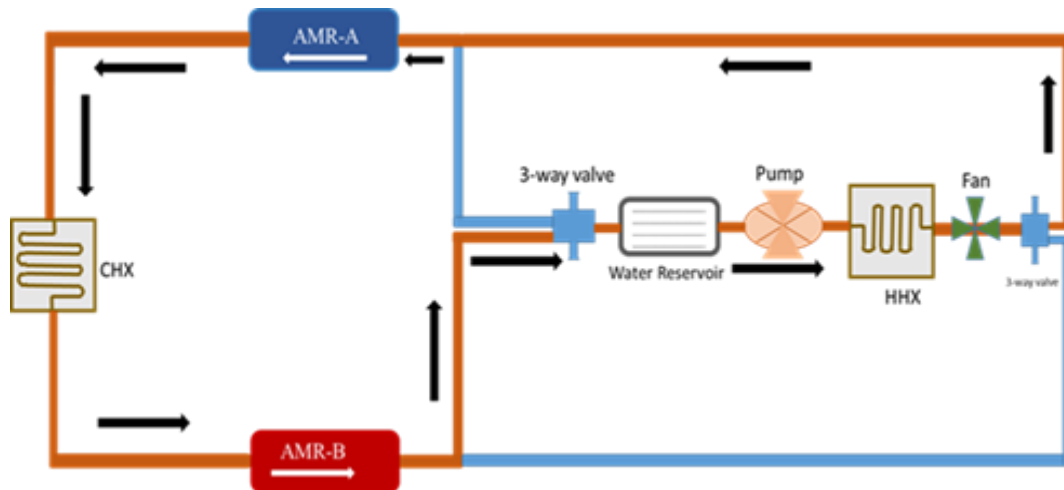 AMR-A
3-way valve
Pump
Fan
CHX
Water Reservoir
HHX
3-way valve
AMR-B